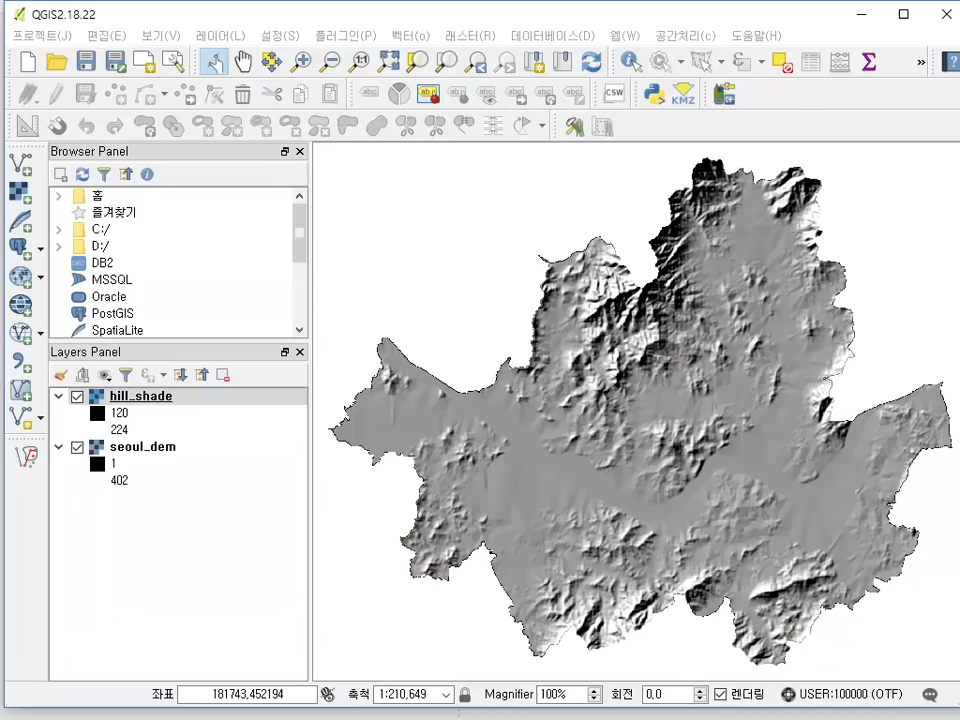 QGIS2.18.22
프로젝트(J) 편집(E) 보기(V) 레이머(L) 설정(S) 플러그인(P) 벡터(o) 래스터(R) 데이터베이스(D) 웹(W) 공간처리(c) 도움말(H)
CSW KMZ
Browser Panel
홈
즐겨찾기
C:/
D:/
DB2
MSSQL
Oracle
PostGIS
SpatiaLite
Layers Panel
hill_shade
120
224
seoul_dem
1
402
좌표 181743,452194 축척 1:210,649 Magnifier 100% 회전 0,0 렌더링 USER:100000 (OTF)